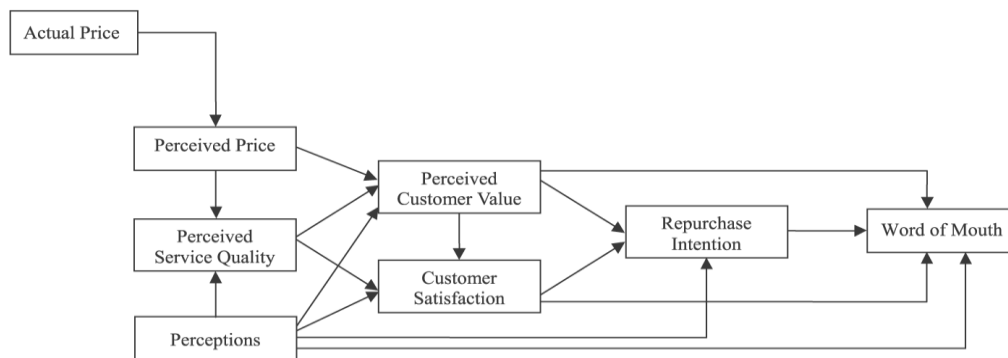 Actual Price
Perceived Price
Perceived
Customer Value
Repurchase
Intention
Word of Mouth
Perceived
Service Quality
Customer
Satisfaction
Perceptions